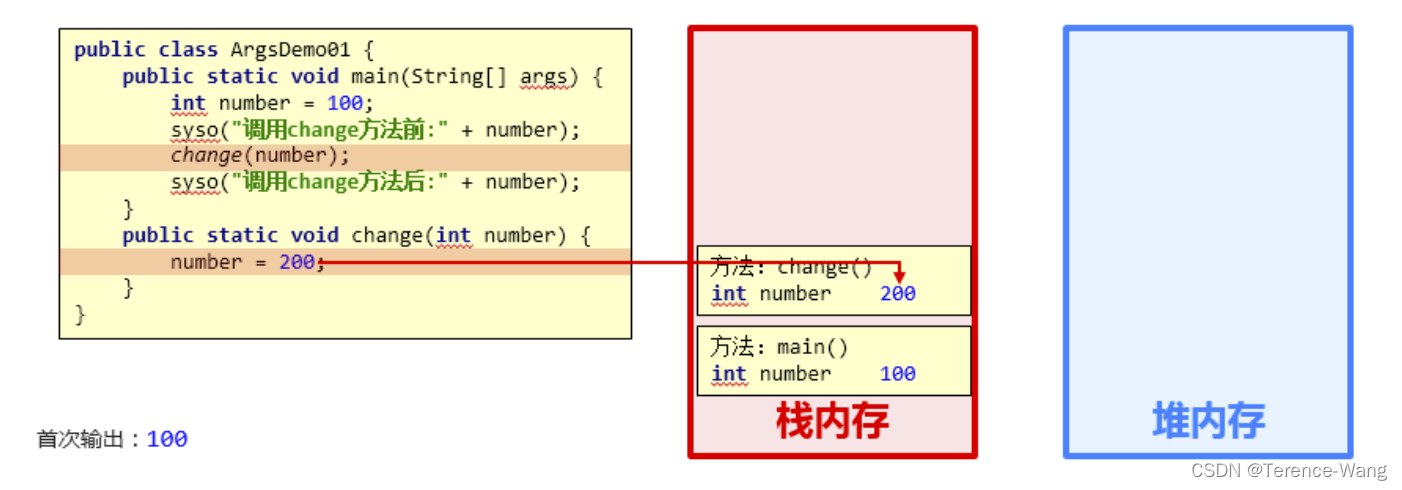 public class ArgsDemo01 {
    public static void main(String[] args) {
        int number = 100;
        syso("调用change方法前:" + number);
        change(number);
        syso("调用change方法后:" + number);
    }
    public static void change(int number) {
        number = 200;
    }
}
首次输出：100
方法：change()
int number    200
方法：main()
int number    100
栈内存
堆内存
CSDN @Terence-Wang